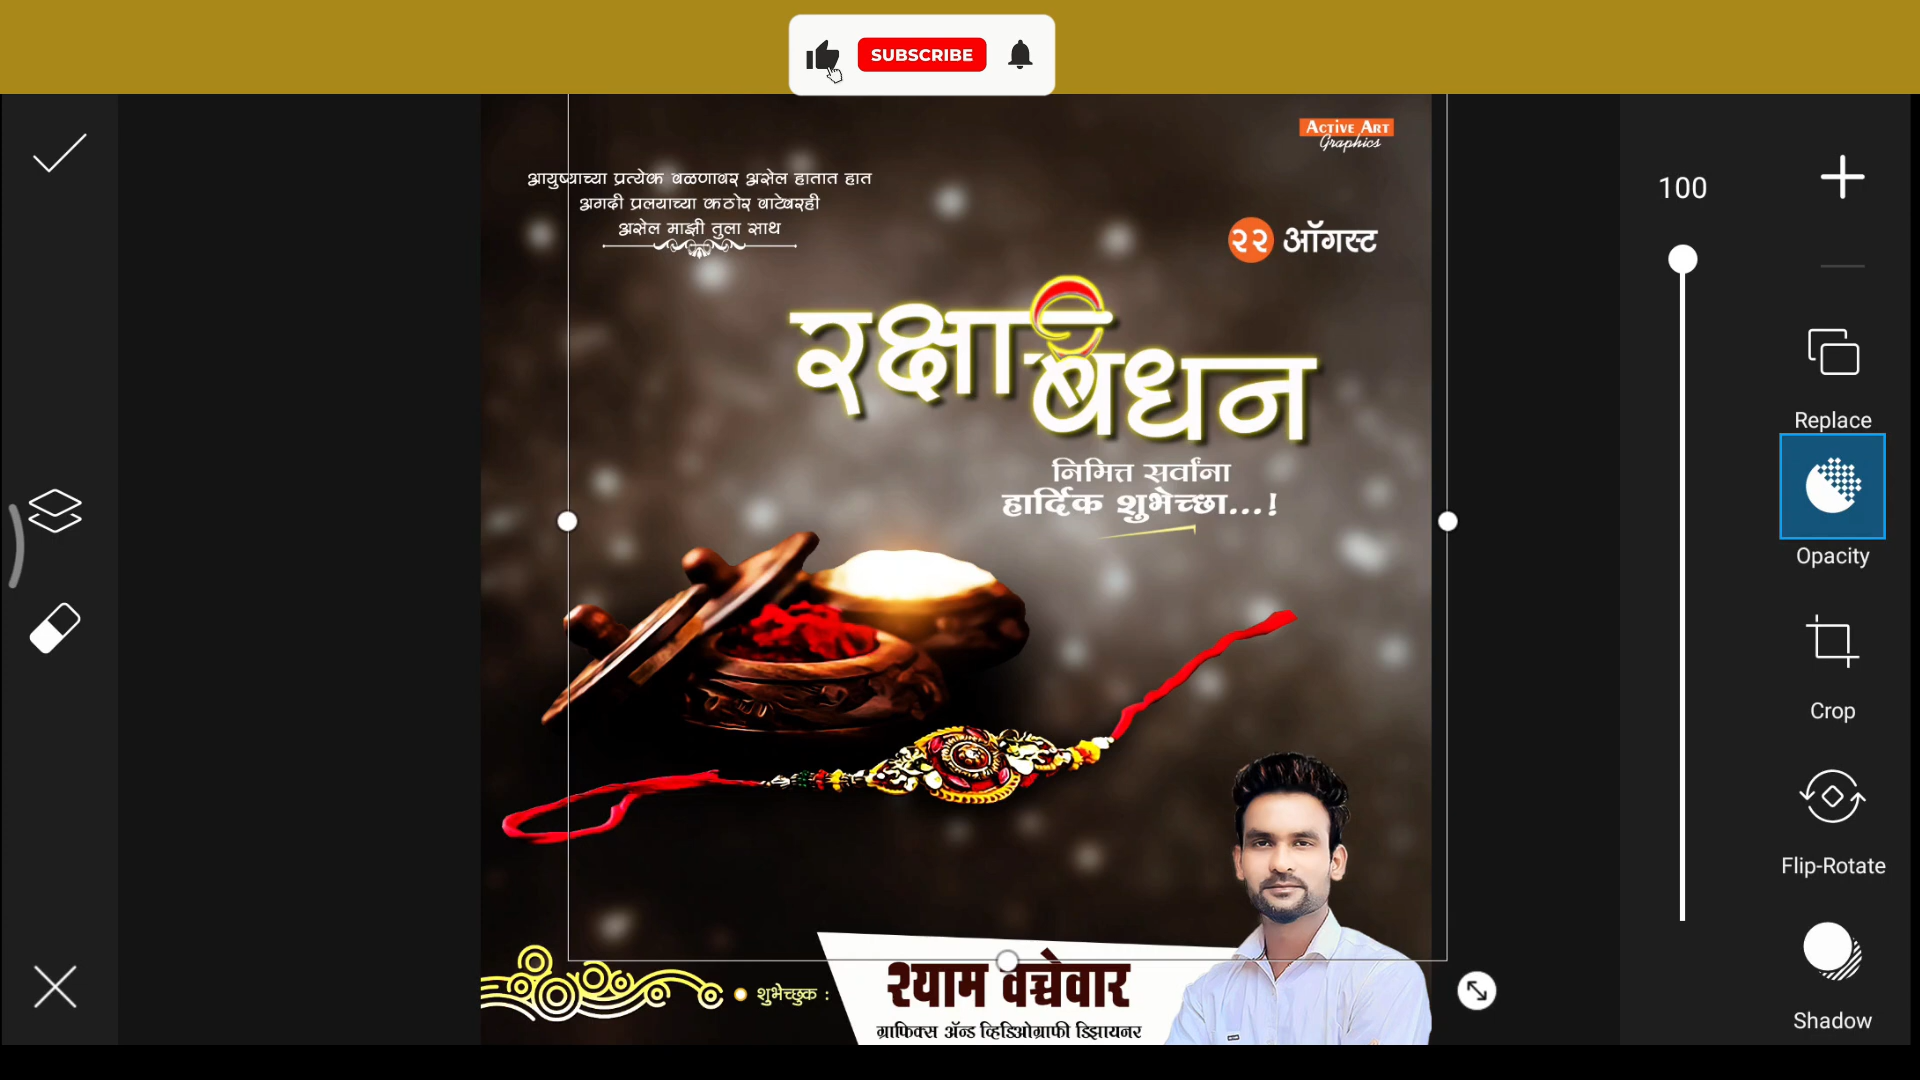 SUBSCRIBE
ACTIVE ART
Graphics
आयुष्याच्या प्रत्येक वळणावर असेल हातात हात
अगदी प्रलयाच्या कठोर वाटेवरही
असेल माझी तुला साथ
२२ ऑगस्ट
रक्षाबंधन
निमित्त सर्वांना
हार्दिक शुभेच्छा...!
शुभेच्छुक :
श्याम वच्चेवार
ग्राफिक्स अॅन्ड व्हिडिओग्राफी डिझायनर
100
Replace
Opacity
Crop
Flip-Rotate
Shadow